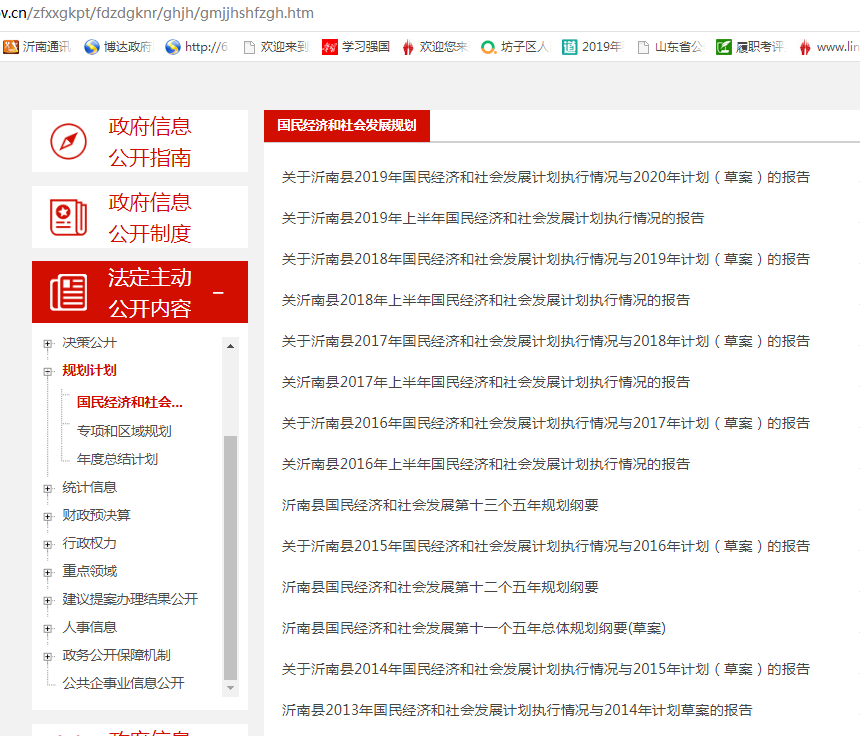 v.cn/zfxxgkpt/fdzdgknr/ghjh/gmjjhshfzgh.htm
沂南通讯 博达政府 http://6 欢迎来到 学习强国 欢迎您来 坊子区人 2019年 山东省公 履职考评 www.lin
政府信息
公开指南
政府信息
公开制度
法定主动
公开内容
决策公开
规划计划
国民经济和社会...
专项和区域规划
年度总结计划
统计信息
财政预决算
行政权力
重点领域
建议提案办理结果公开
人事信息
政务公开保障机制
公共企事业信息公开
政府信息
国民经济和社会发展规划
关于沂南县2019年国民经济和社会发展计划执行情况与2020年计划（草案）的报告
关于沂南县2019年上半年国民经济和社会发展计划执行情况的报告
关于沂南县2018年国民经济和社会发展计划执行情况与2019年计划（草案）的报告
关沂南县2018年上半年国民经济和社会发展计划执行情况的报告
关于沂南县2017年国民经济和社会发展计划执行情况与2018年计划（草案）的报告
关沂南县2017年上半年国民经济和社会发展计划执行情况的报告
关于沂南县2016年国民经济和社会发展计划执行情况与2017年计划（草案）的报告
关沂南县2016年上半年国民经济和社会发展计划执行情况的报告
沂南县国民经济和社会发展第十三个五年规划纲要
关于沂南县2015年国民经济和社会发展计划执行情况与2016年计划（草案）的报告
沂南县国民经济和社会发展第十二个五年规划纲要
沂南县国民经济和社会发展第十一个五年总体规划纲要(草案)
关于沂南县2014年国民经济和社会发展计划执行情况与2015年计划（草案）的报告
沂南县2013年国民经济和社会发展计划执行情况与2014年计划草案的报告